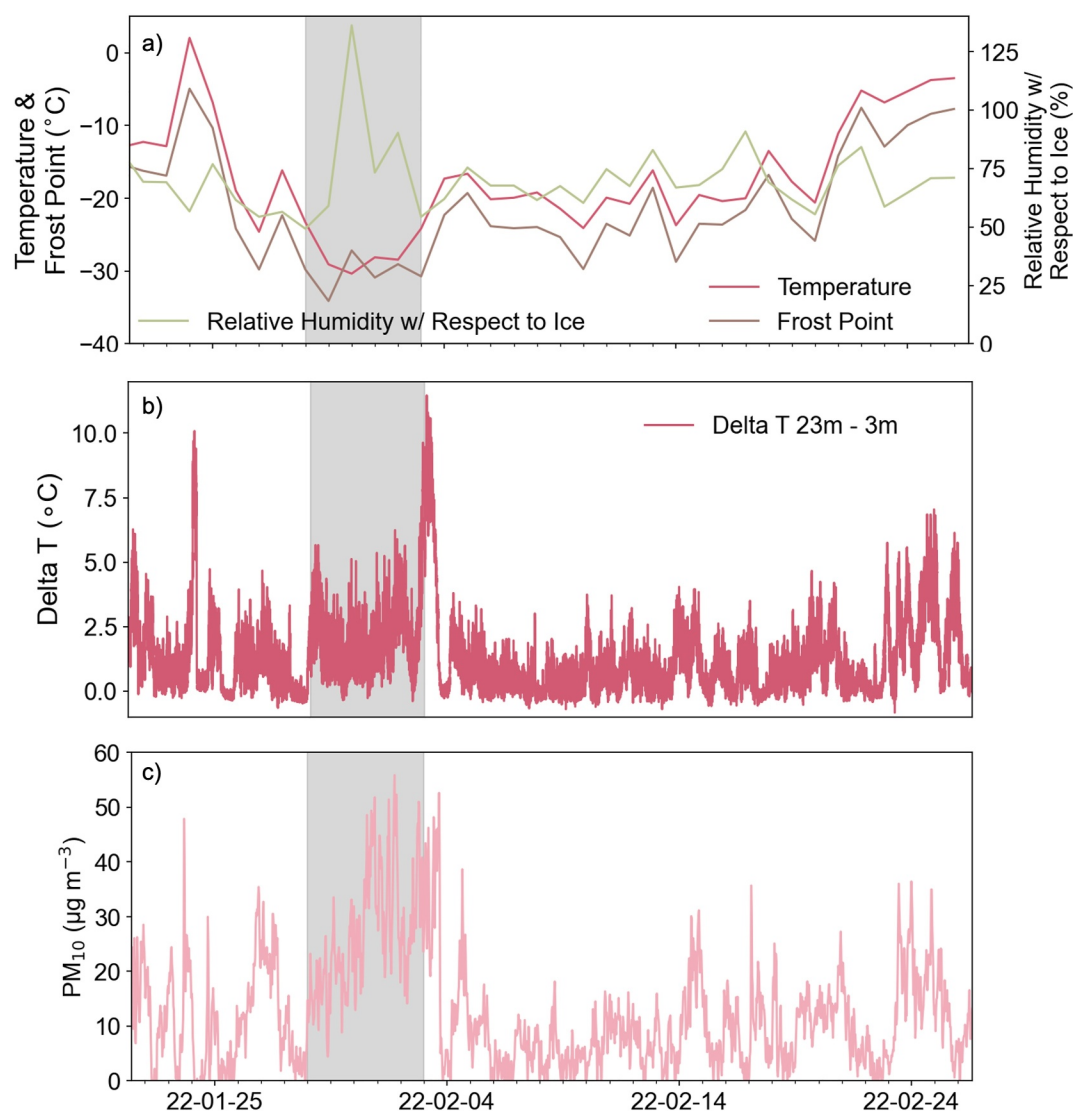 a)
0
−10
−20
−30
−40
Temperature &
Frost Point (°C)
125
100
75
50
25
0
Relative Humidity w/
Respect to Ice (%)
Temperature
Relative Humidity w/ Respect to Ice
Frost Point
b)
10.0
7.5
5.0
2.5
0.0
Delta T (∘C)
Delta T 23m - 3m
c)
60
50
40
30
20
10
0
PM₁₀ (µg m⁻³)
22-01-25
22-02-04
22-02-14
22-02-24